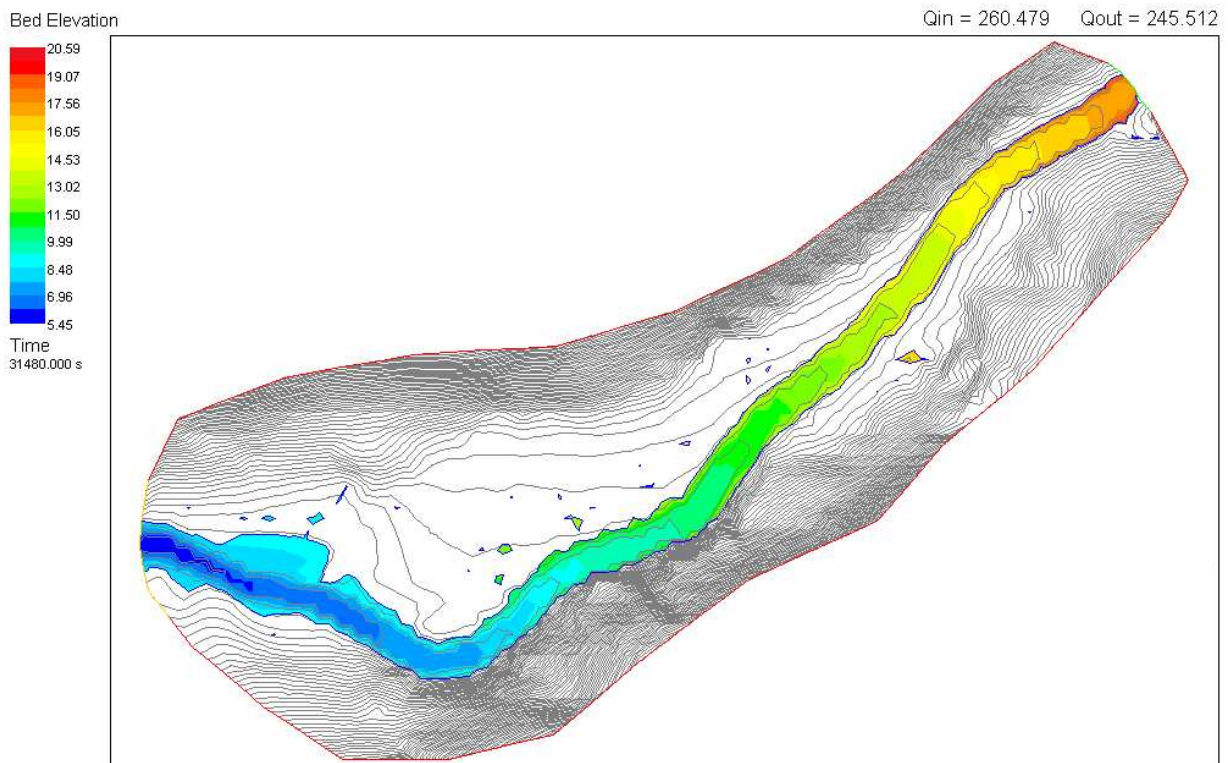 Bed Elevation
Qin = 260.479 Qout = 245.512
20.59
19.07
17.56
16.05
14.53
13.02
11.50
9.99
8.48
6.96
5.45
Time
31480.000 s